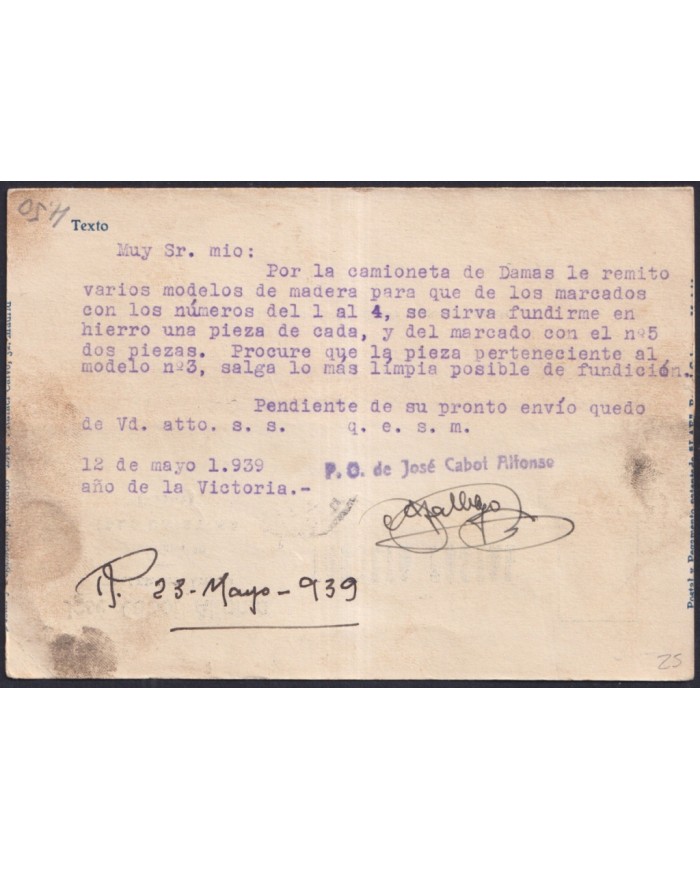 4.50
Texto
Muy Sr. mio:
Por la camioneta de Damas le remito
varios modelos de madera para que de los marcados
con los números del 1 al 4, se sirva fundirme en
hierro una pieza de cada, y del marcado con el nº5
dos piezas. Procure que la pieza perteneciente al
modelo nº3, salga lo más límpia posible de fundición.
Pendiente de su pronto envío quedo
de Vd. atto. s. s. q. e. s. m.
12 de mayo 1.939
año de la Victoria.-
P. O. de José Cabot Alfonso
23-Mayo-939
25